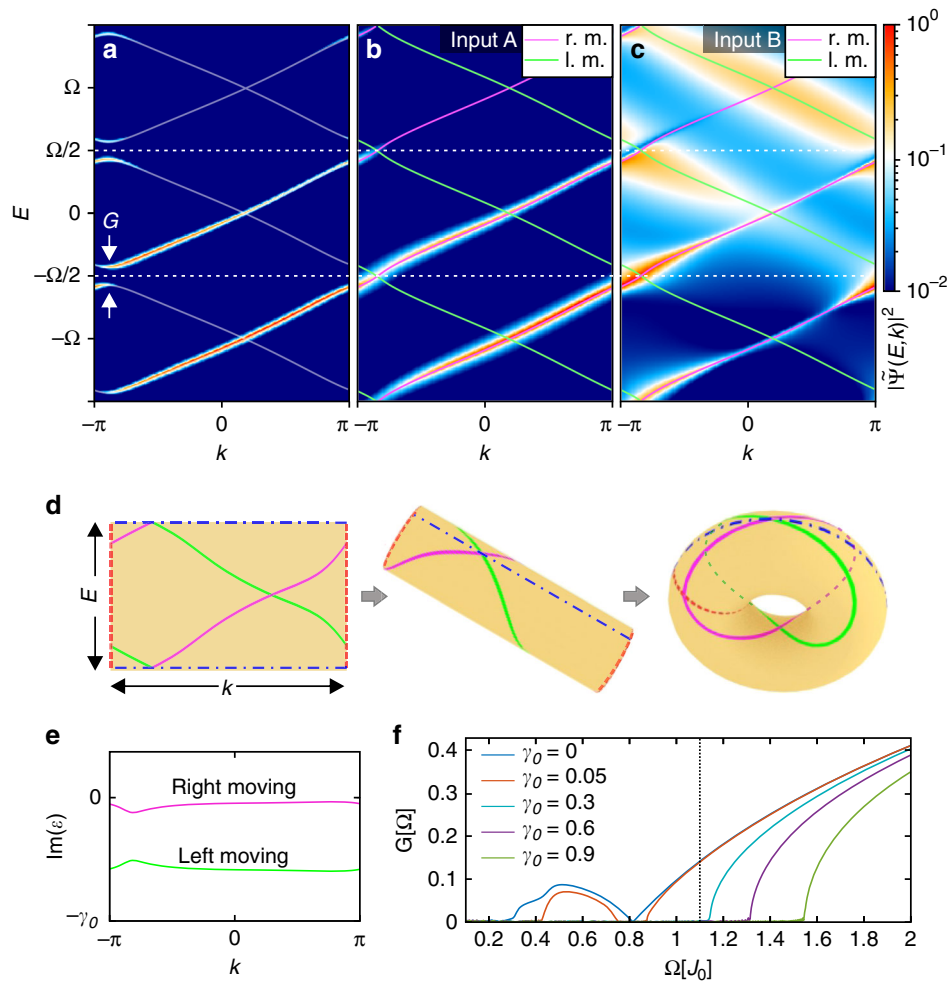 a
b
c
Input A
r. m.
l. m.
Input B
r. m.
l. m.
E
Ω
Ω/2
0
−Ω/2
−Ω
G
−π
0
π
k
−π
0
π
k
−π
0
π
k
10⁰
10⁻¹
10⁻²
|Ψ̃(E,k)|²
d
E
k
e
Im(ε)
0
−γ₀
Right moving
Left moving
−π
0
π
k
f
G[Ω]
0.4
0.3
0.2
0.1
0
γ₀ = 0
γ₀ = 0.05
γ₀ = 0.3
γ₀ = 0.6
γ₀ = 0.9
0.2 0.4 0.6 0.8 1 1.2 1.4 1.6 1.8 2
Ω[J₀]